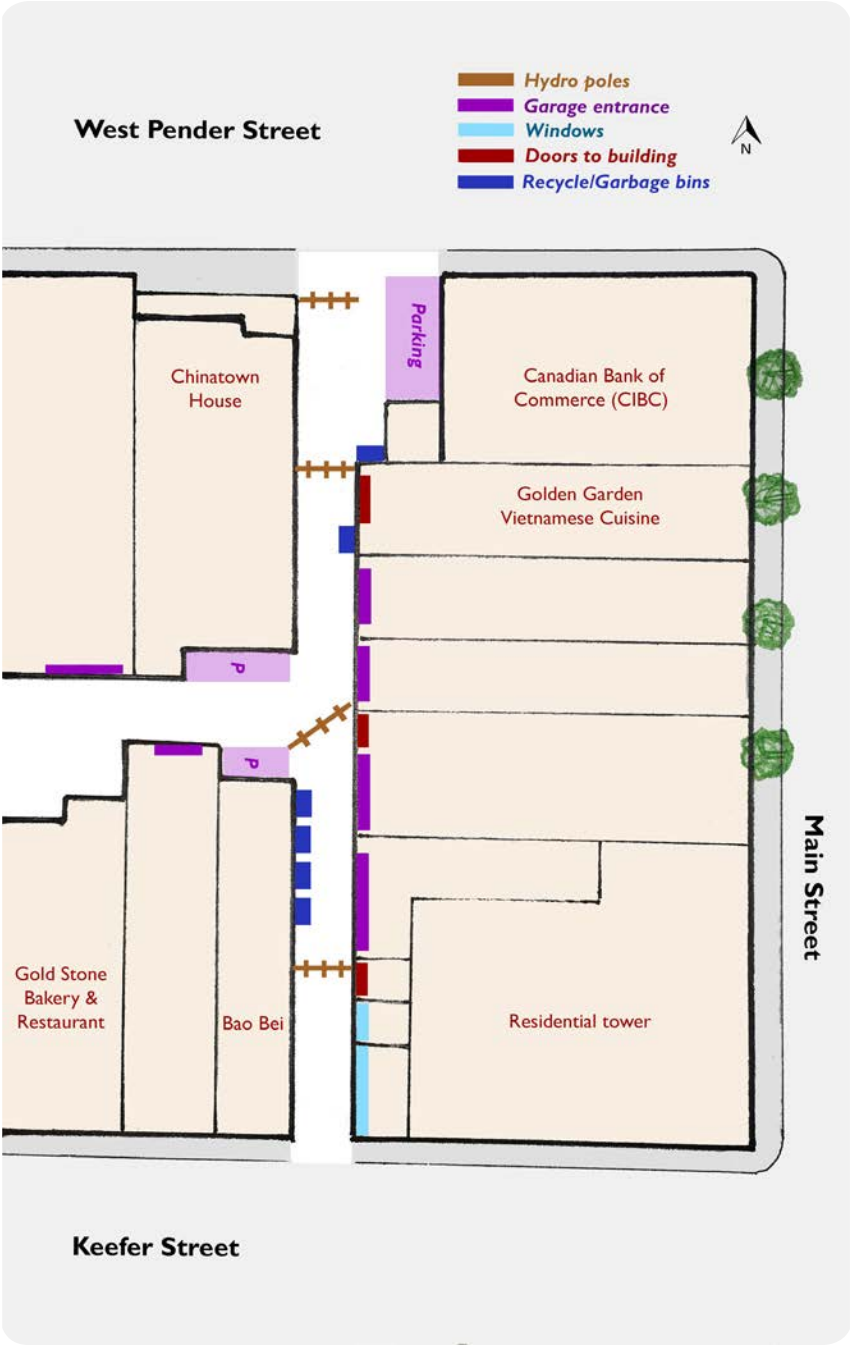 Hydro poles
Garage entrance
West Pender Street
Windows
N
Doors to building
Recycle/Garbage bins
Parking
Chinatown
House
Canadian Bank of
Commerce (CIBC)
Golden Garden
Vietnamese Cuisine
P
P
Main Street
Gold Stone
Bakery &
Restaurant
Bao Bei
Residential tower
Keefer Street